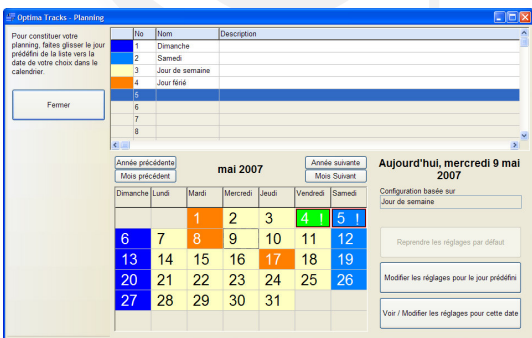 Optima Tracks - Planning
Pour constituer votre
planning, faites glisser le jour
prédéfini de la liste vers la
date de votre choix dans le
calendrier.
Fermer
No Nom Description
1 Dimanche
2 Samedi
3 Jour de semaine
4 Jour férié
5
6
7
8
Année précédente
Mois précédent
mai 2007
Année suivante
Mois Suivant
Dimanche Lundi Mardi Mercredi Jeudi Vendredi Samedi
1 2 3 4 ! 5 !
6 7 8 9 10 11 12
13 14 15 16 17 18 19
20 21 22 23 24 25 26
27 28 29 30 31
Aujourd'hui, mercredi 9 mai
2007
Configuration basée sur
Jour de semaine
Reprendre les réglages par défaut
Modifier les réglages pour le jour prédéfini
Voir / Modifier les réglages pour cette date